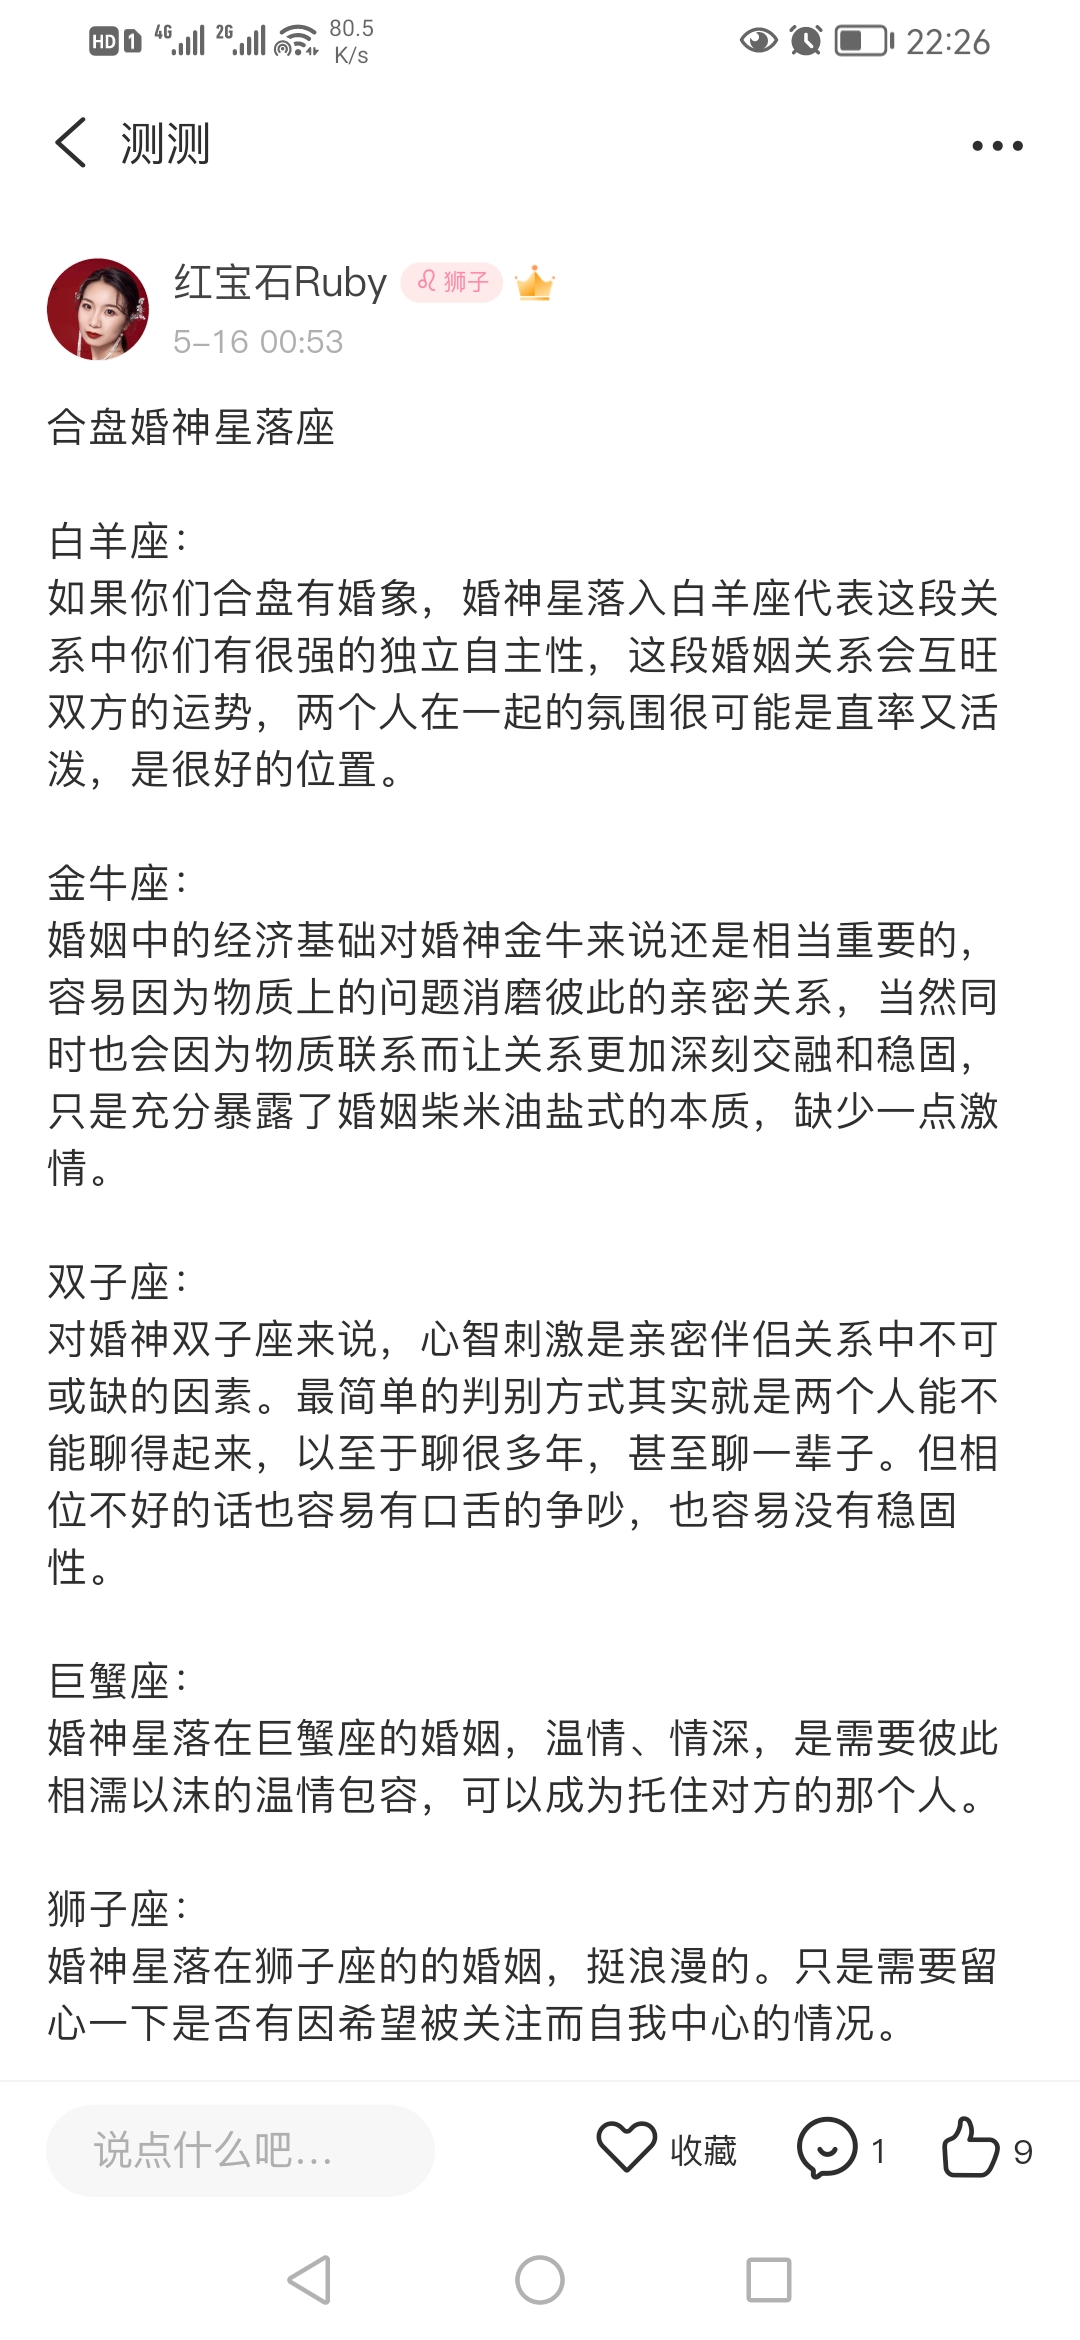 HD 1 4G 2G 80.5 K/s 22:26
测测
红宝石Ruby 狮子
5-16 00:53
合盘婚神星落座
白羊座：
如果你们合盘有婚象，婚神星落入白羊座代表这段关
系中你们有很强的独立自主性，这段婚姻关系会互旺
双方的运势，两个人在一起的氛围很可能是直率又活
泼，是很好的位置。
金牛座：
婚姻中的经济基础对婚神金牛来说还是相当重要的，
容易因为物质上的问题消磨彼此的亲密关系，当然同
时也会因为物质联系而让关系更加深刻交融和稳固，
只是充分暴露了婚姻柴米油盐式的本质，缺少一点激
情。
双子座：
对婚神双子座来说，心智刺激是亲密伴侣关系中不可
或缺的因素。最简单的判别方式其实就是两个人能不
能聊得起来，以至于聊很多年，甚至聊一辈子。但相
位不好的话也容易有口舌的争吵，也容易没有稳固
性。
巨蟹座：
婚神星落在巨蟹座的婚姻，温情、情深，是需要彼此
相濡以沫的温情包容，可以成为托住对方的那个人。
狮子座：
婚神星落在狮子座的的婚姻，挺浪漫的。只是需要留
心一下是否有因希望被关注而自我中心的情况。
说点什么吧... 收藏 1 9